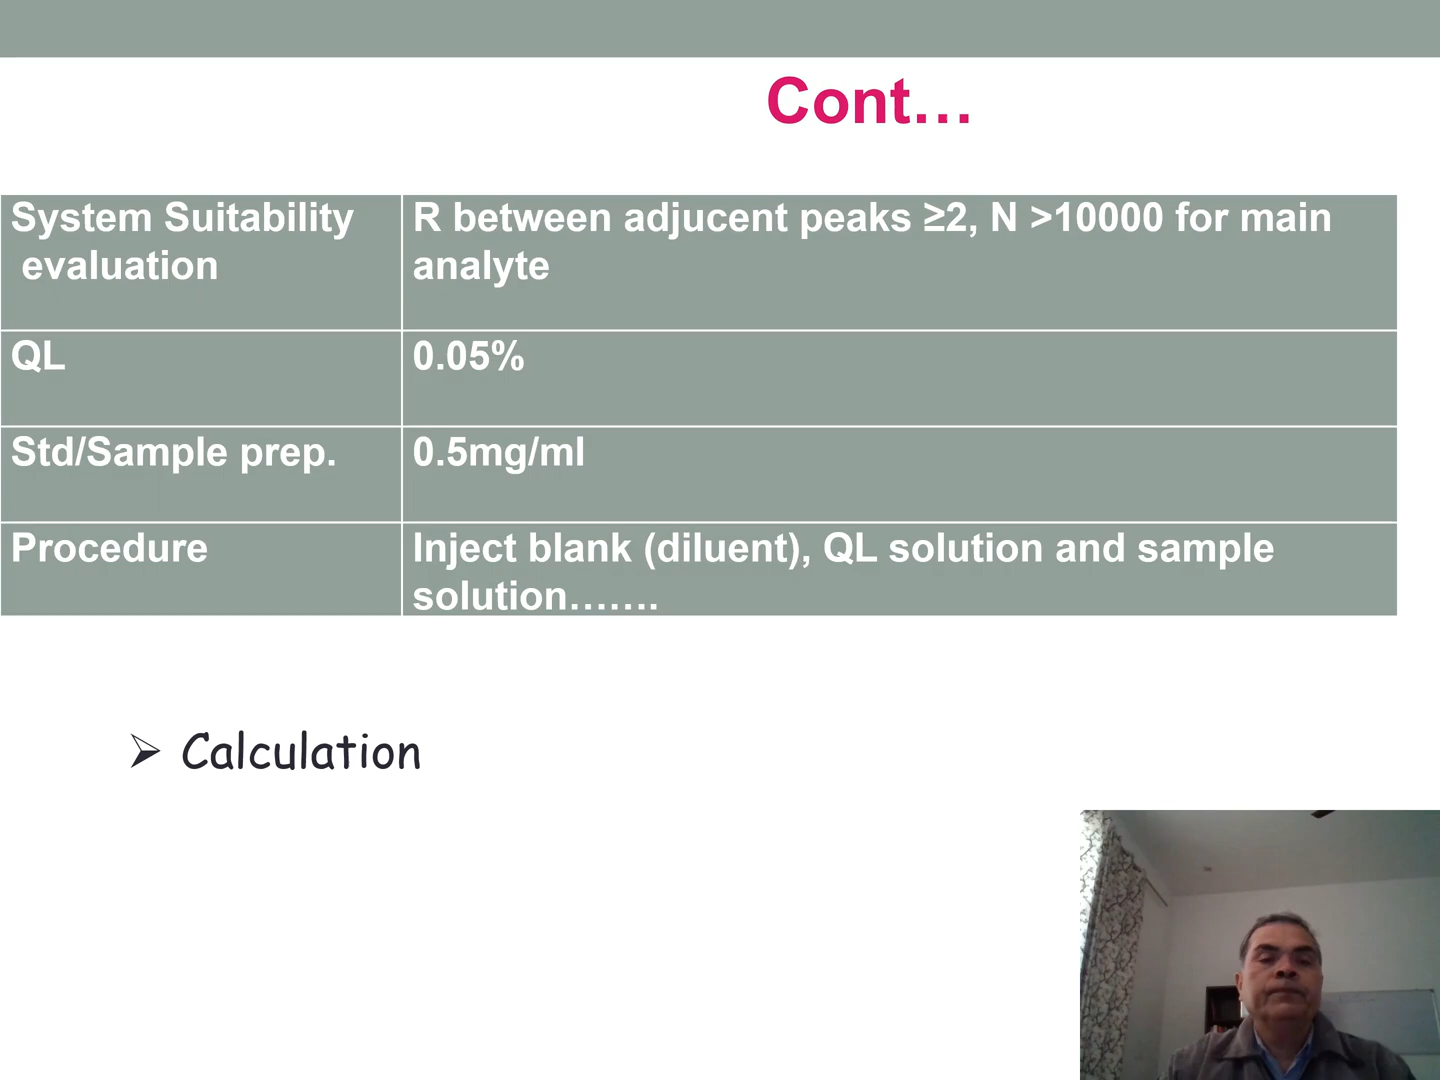 Cont…
System Suitability
evaluation
R between adjucent peaks ≥2, N >10000 for main
analyte
QL
0.05%
Std/Sample prep.
0.5mg/ml
Procedure
Inject blank (diluent), QL solution and sample
solution…….
➢ Calculation